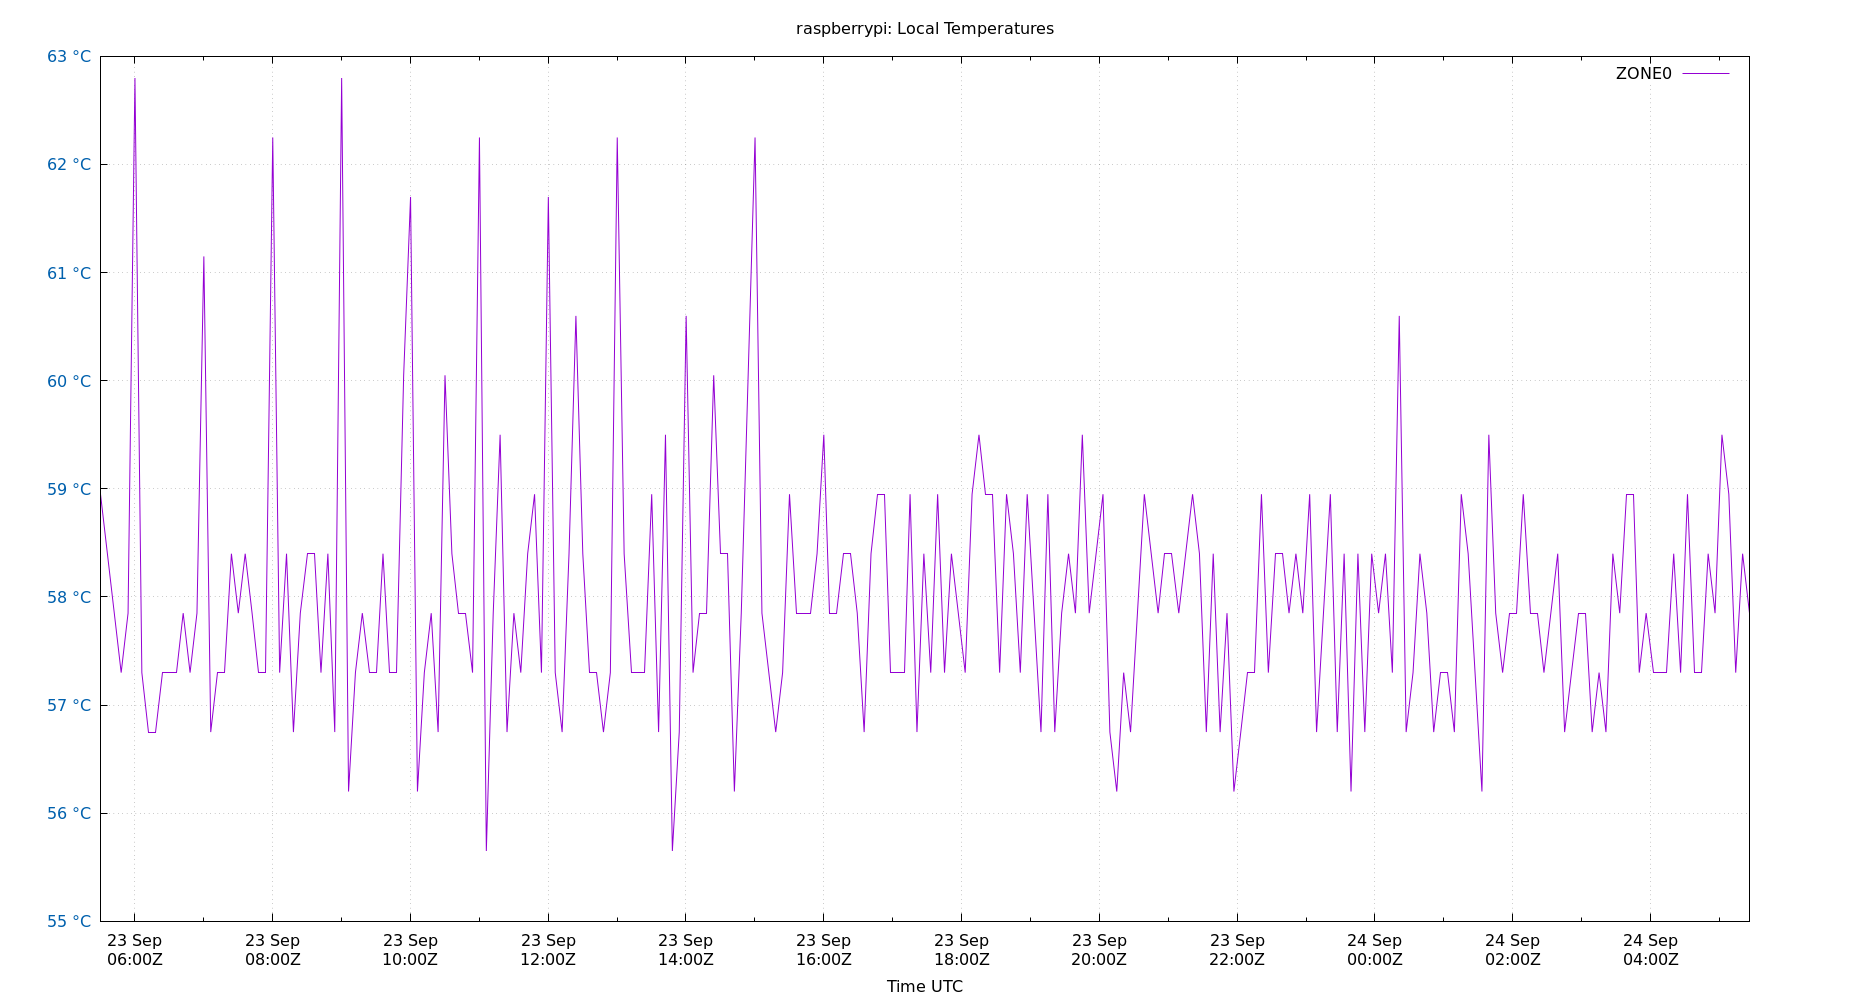 raspberrypi: Local Temperatures
63 °C
ZONE0
62 °C
61 °C
60 °C
59 °C
58 °C
57 °C
56 °C
55 °C
23 Sep 23 Sep 23 Sep 23 Sep 23 Sep 23 Sep 23 Sep 23 Sep 23 Sep 24 Sep 24 Sep 24 Sep
06:00Z 08:00Z 10:00Z 12:00Z 14:00Z 16:00Z 18:00Z 20:00Z 22:00Z 00:00Z 02:00Z 04:00Z
Time UTC